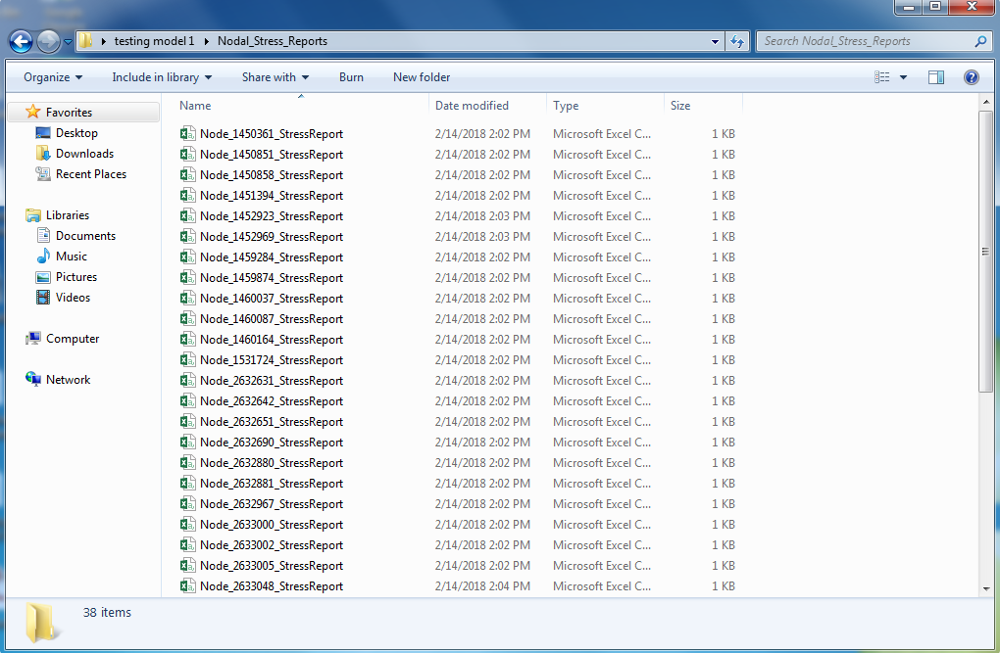 testing model 1 Nodal_Stress_Reports Search Nodal_Stress_Reports
Organize Include in library Share with Burn New folder
Name Date modified Type Size
Favorites
Desktop
Downloads
Recent Places
Libraries
Documents
Music
Pictures
Videos
Computer
Network
Node_1450361_StressReport 2/14/2018 2:02 PM Microsoft Excel C... 1 KB
Node_1450851_StressReport 2/14/2018 2:02 PM Microsoft Excel C... 1 KB
Node_1450858_StressReport 2/14/2018 2:02 PM Microsoft Excel C... 1 KB
Node_1451394_StressReport 2/14/2018 2:02 PM Microsoft Excel C... 1 KB
Node_1452923_StressReport 2/14/2018 2:03 PM Microsoft Excel C... 1 KB
Node_1452969_StressReport 2/14/2018 2:03 PM Microsoft Excel C... 1 KB
Node_1459284_StressReport 2/14/2018 2:02 PM Microsoft Excel C... 1 KB
Node_1459874_StressReport 2/14/2018 2:02 PM Microsoft Excel C... 1 KB
Node_1460037_StressReport 2/14/2018 2:02 PM Microsoft Excel C... 1 KB
Node_1460087_StressReport 2/14/2018 2:02 PM Microsoft Excel C... 1 KB
Node_1460164_StressReport 2/14/2018 2:02 PM Microsoft Excel C... 1 KB
Node_1531724_StressReport 2/14/2018 2:02 PM Microsoft Excel C... 1 KB
Node_2632631_StressReport 2/14/2018 2:02 PM Microsoft Excel C... 1 KB
Node_2632642_StressReport 2/14/2018 2:02 PM Microsoft Excel C... 1 KB
Node_2632651_StressReport 2/14/2018 2:02 PM Microsoft Excel C... 1 KB
Node_2632690_StressReport 2/14/2018 2:02 PM Microsoft Excel C... 1 KB
Node_2632880_StressReport 2/14/2018 2:02 PM Microsoft Excel C... 1 KB
Node_2632881_StressReport 2/14/2018 2:02 PM Microsoft Excel C... 1 KB
Node_2632967_StressReport 2/14/2018 2:02 PM Microsoft Excel C... 1 KB
Node_2633000_StressReport 2/14/2018 2:02 PM Microsoft Excel C... 1 KB
Node_2633002_StressReport 2/14/2018 2:02 PM Microsoft Excel C... 1 KB
Node_2633005_StressReport 2/14/2018 2:02 PM Microsoft Excel C... 1 KB
Node_2633048_StressReport 2/14/2018 2:04 PM Microsoft Excel C... 1 KB
38 items